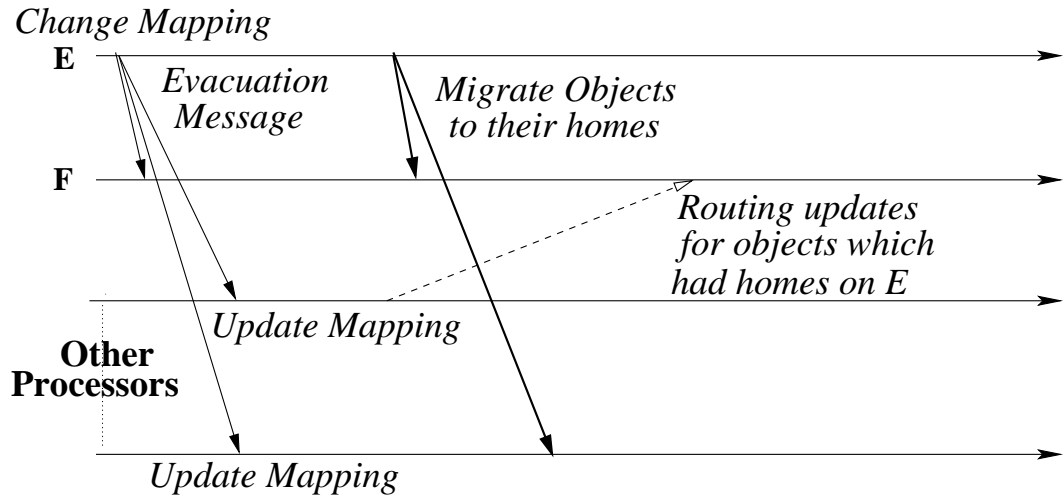 Change Mapping
E
Evacuation
Message
Migrate Objects
to their homes
F
Routing updates
for objects which
had homes on E
Update Mapping
Other
Processors
Update Mapping